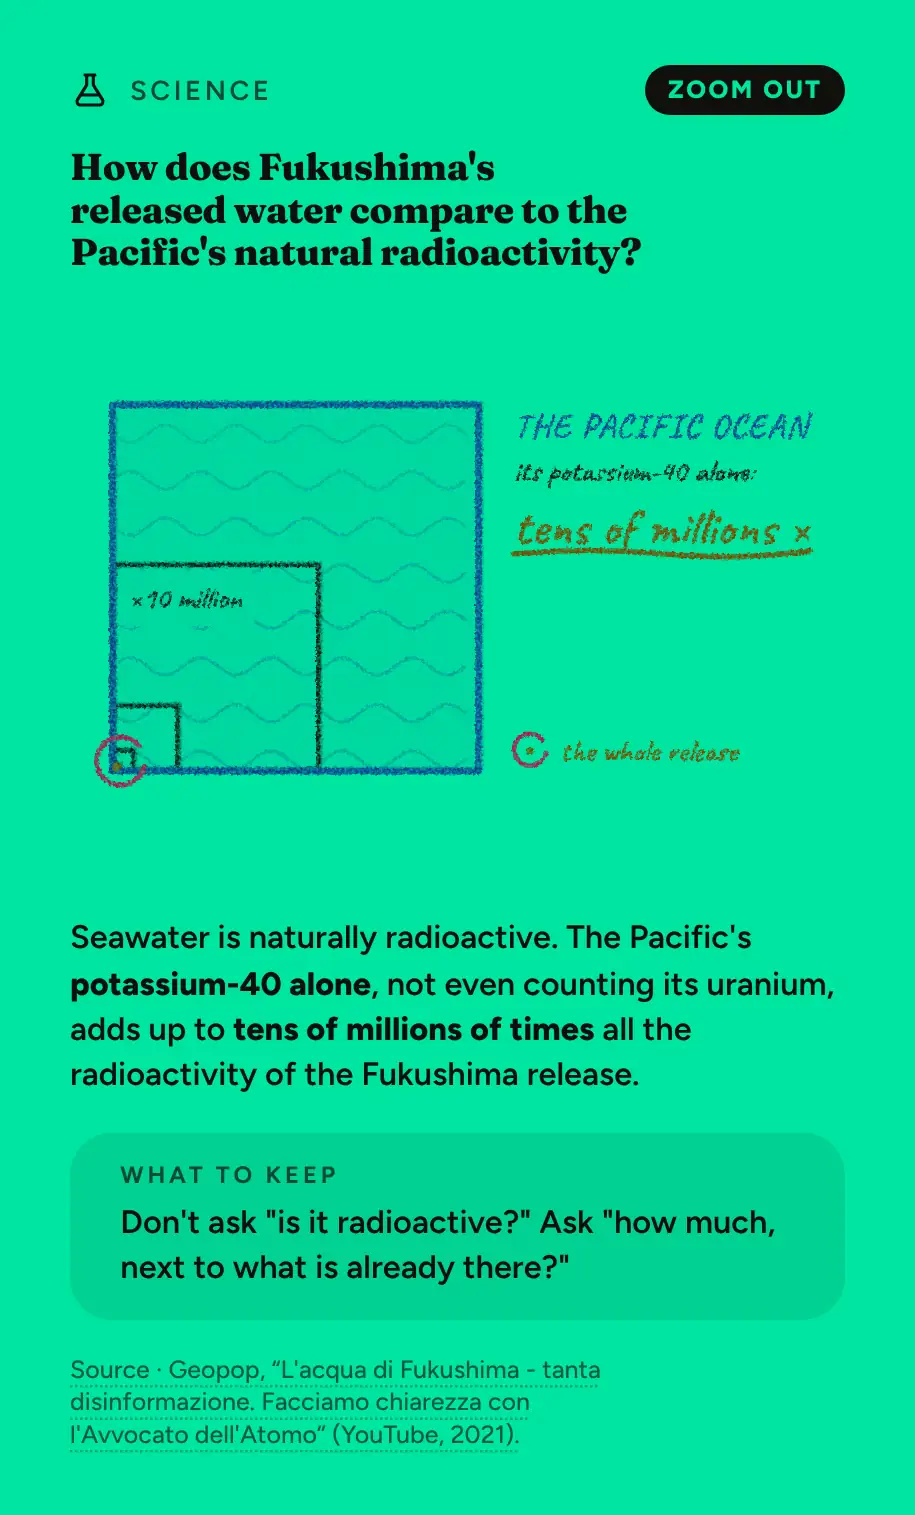 SCIENCE
ZOOM OUT
How does Fukushima's
released water compare to the
Pacific's natural radioactivity?
THE PACIFIC OCEAN
its potassium-40 alone:
tens of millions ×
×10 million
the whole release
Seawater is naturally radioactive. The Pacific's
potassium-40 alone, not even counting its uranium,
adds up to tens of millions of times all the
radioactivity of the Fukushima release.
WHAT TO KEEP
Don't ask "is it radioactive?" Ask "how much,
next to what is already there?"
Source · Geopop, “L'acqua di Fukushima - tanta
disinformazione. Facciamo chiarezza con
l'Avvocato dell'Atomo” (YouTube, 2021).